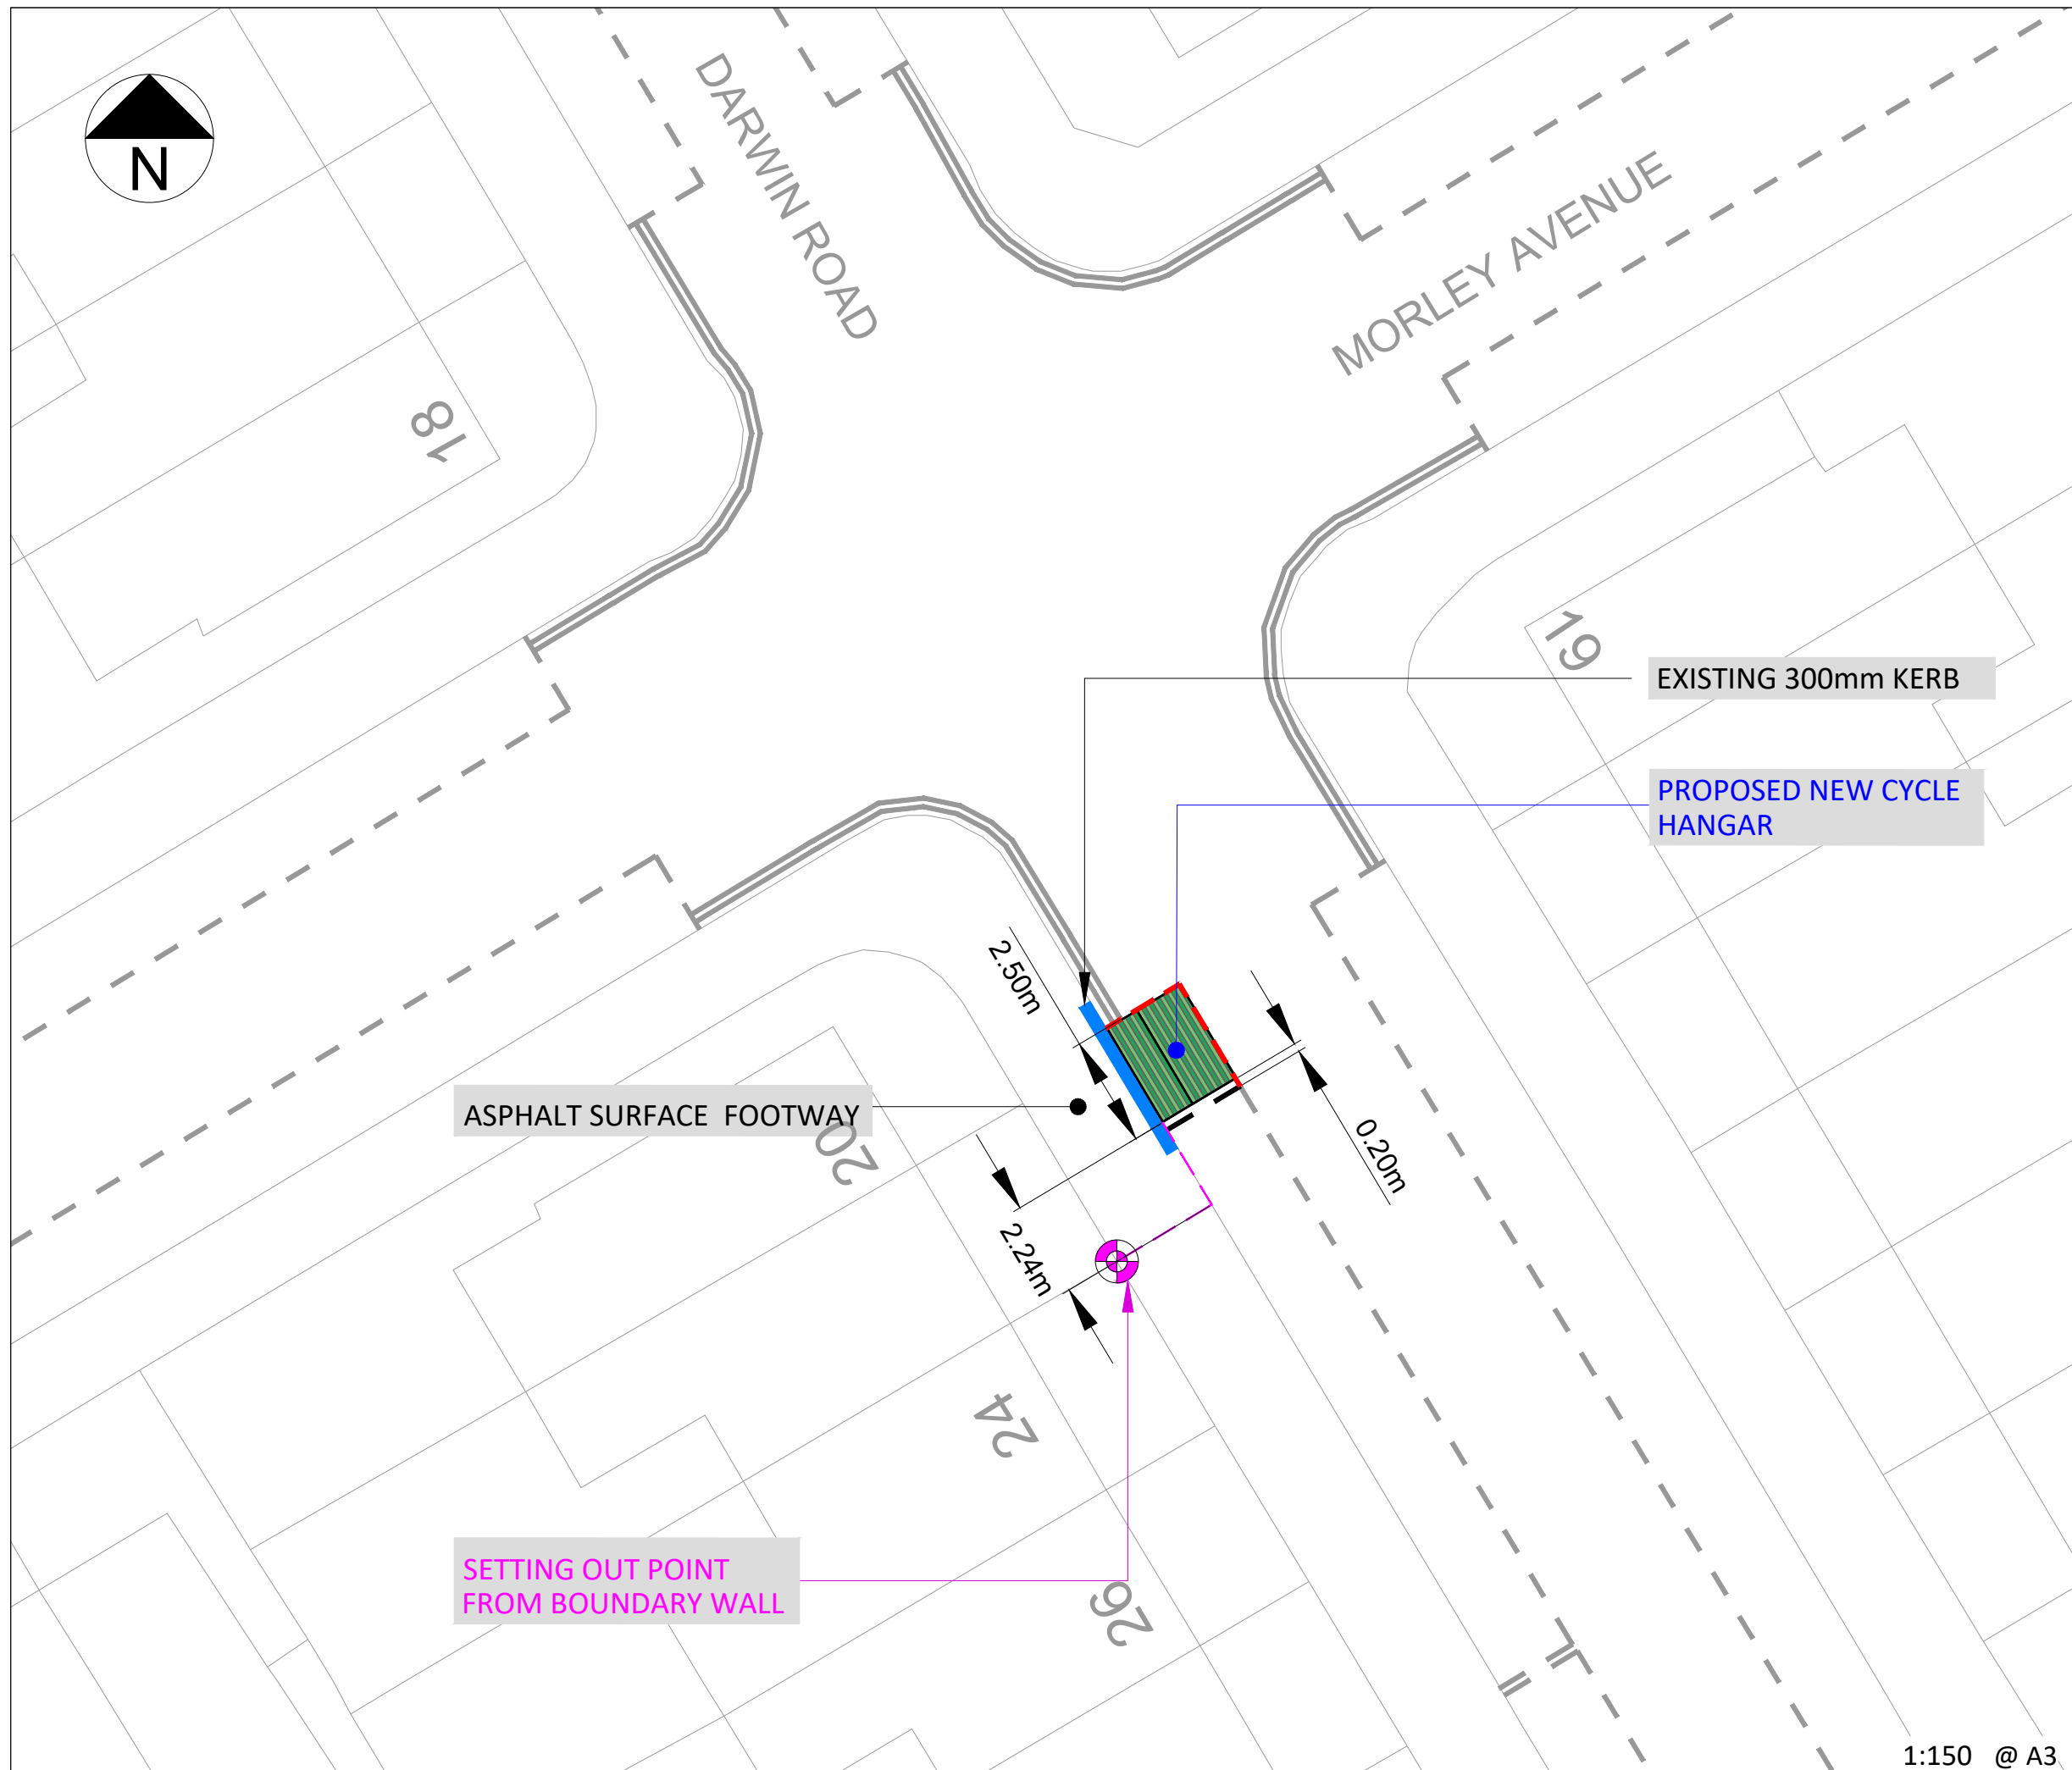 DARWIN ROAD
N
MORLEY AVENUE
18
19
EXISTING 300mm KERB
PROPOSED NEW CYCLE
HANGAR
2.50m
ASPHALT SURFACE FOOTWAY
20
0.20m
2.24m
24
SETTING OUT POINT
FROM BOUNDARY WALL
26
1:150 @ A3